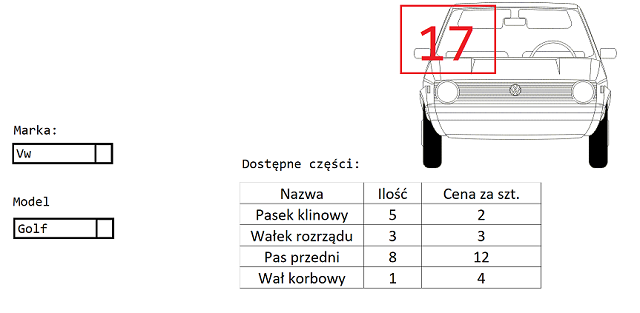 17
Marka:
Vw
Model
Golf
Dostępne części:
Nazwa Ilość Cena za szt.
Pasek klinowy 5 2
Wałek rozrządu 3 3
Pas przedni 8 12
Wał korbowy 1 4